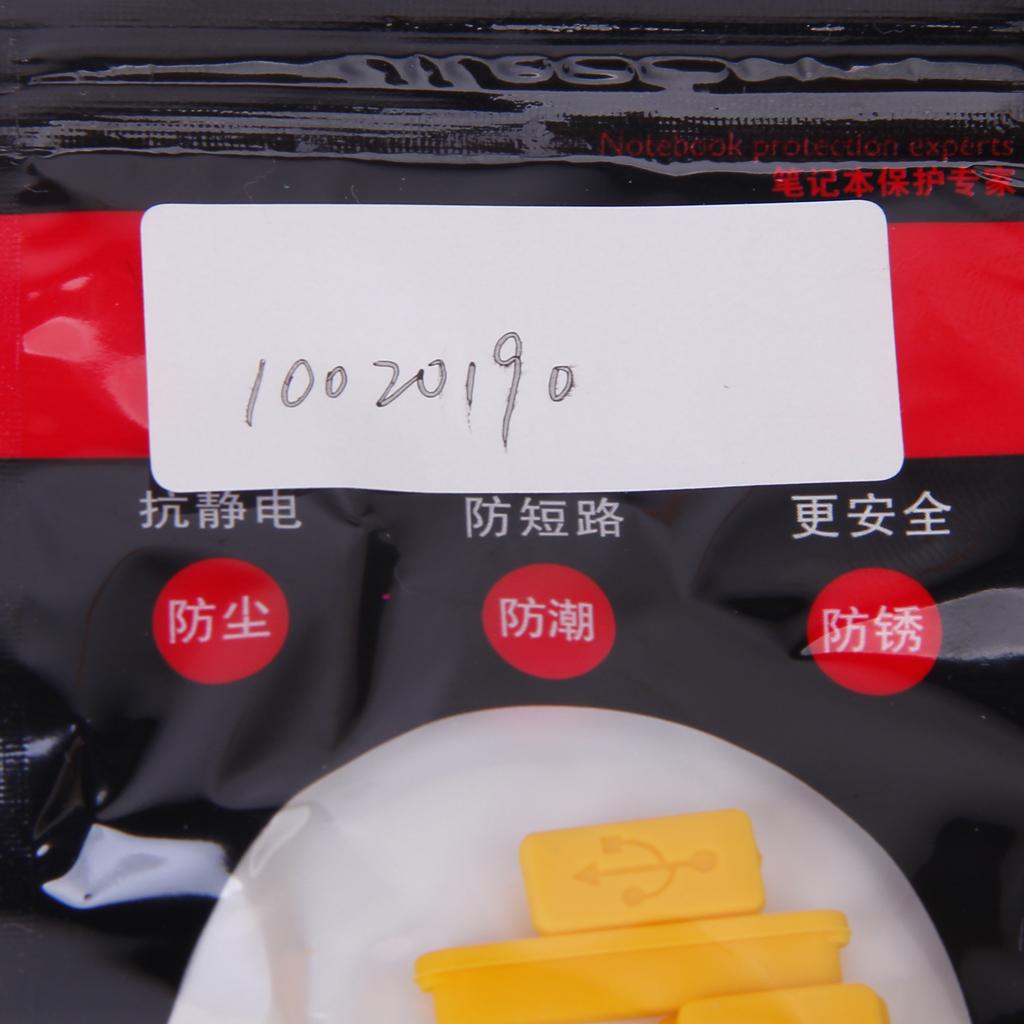 Notebook protection experts
笔记本保护专家
10020190
抗静电 防短路 更安全
防尘 防潮 防锈